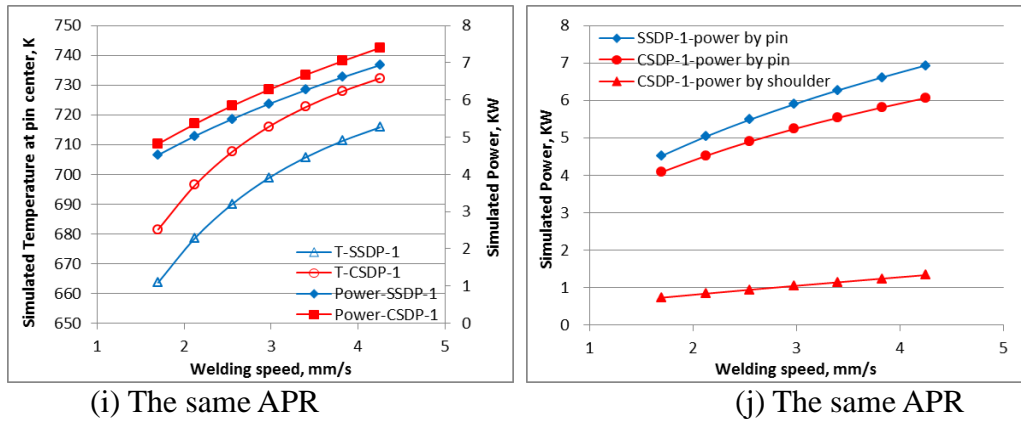 750
740
730
720
710
700
690
680
670
660
650
Simulated Temperature at pin center, K
8
7
6
5
4
3
2
1
0
Simulated Power, KW
T-SSDP-1
T-CSDP-1
Power-SSDP-1
Power-CSDP-1
1 2 3 4 5
Welding speed, mm/s
(i) The same APR
8
7
6
5
4
3
2
1
0
Simulated Power, KW
SSDP-1-power by pin
CSDP-1-power by pin
CSDP-1-power by shoulder
1 2 3 4 5
Welding speed, mm/s
(j) The same APR